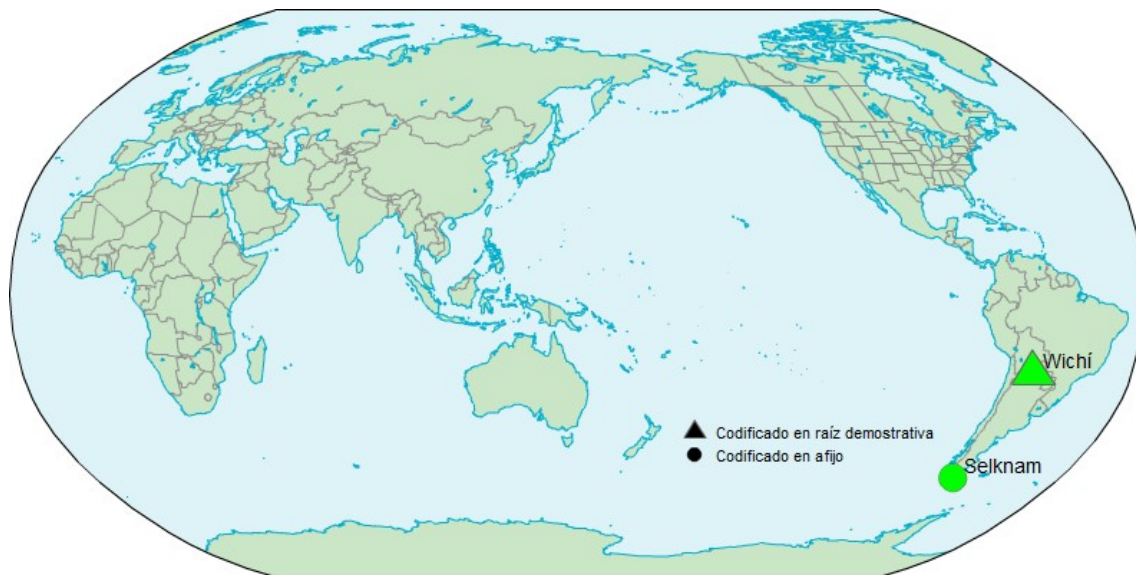 Wichí
Codificado en raíz demostrativa
Codificado en afijo
Selknam